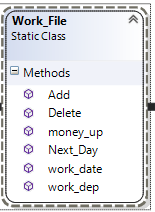 Work_File
Static Class
Methods
Add
Delete
money_up
Next_Day
work_date
work_dep